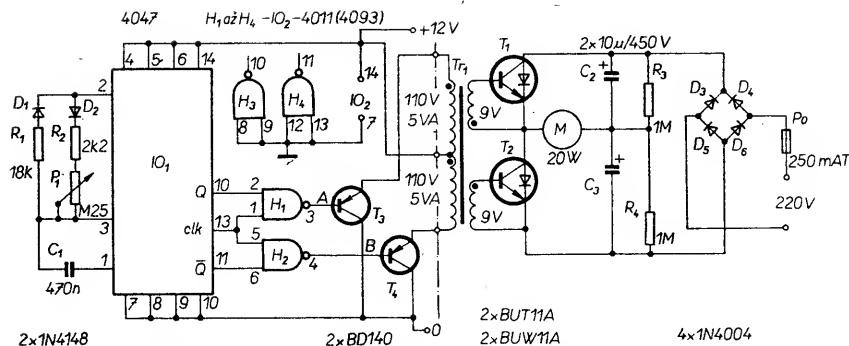 4047
H₁ až H₄ - IO₂ - 4011 (4093)
+12V
4 5 6 14
10
11
14
IO₂
7
Tr₁
T₁
2×10µ/450V
C₂ +
R₃
D₃
D₄
2
D₁
D₂
R₁
R₂
2k2
18k
P₁
M25
3
C₁
1
470n
IO₁
H₃
H₄
8 9
12 13
110V
5VA
9V
M
20W
1M
D₅
D₆
P₀
250mAT
220V
Q
10
2
H₁
A
1
3
T₃
clk
13
5
H₂
B
4
Q̅
11
6
T₄
110V
5VA
9V
T₂
C₃
+
R₄
1M
7 8 9 10
0
2×1N4148
2×BD140
2×BUT11A
2×BUW11A
4×1N4004